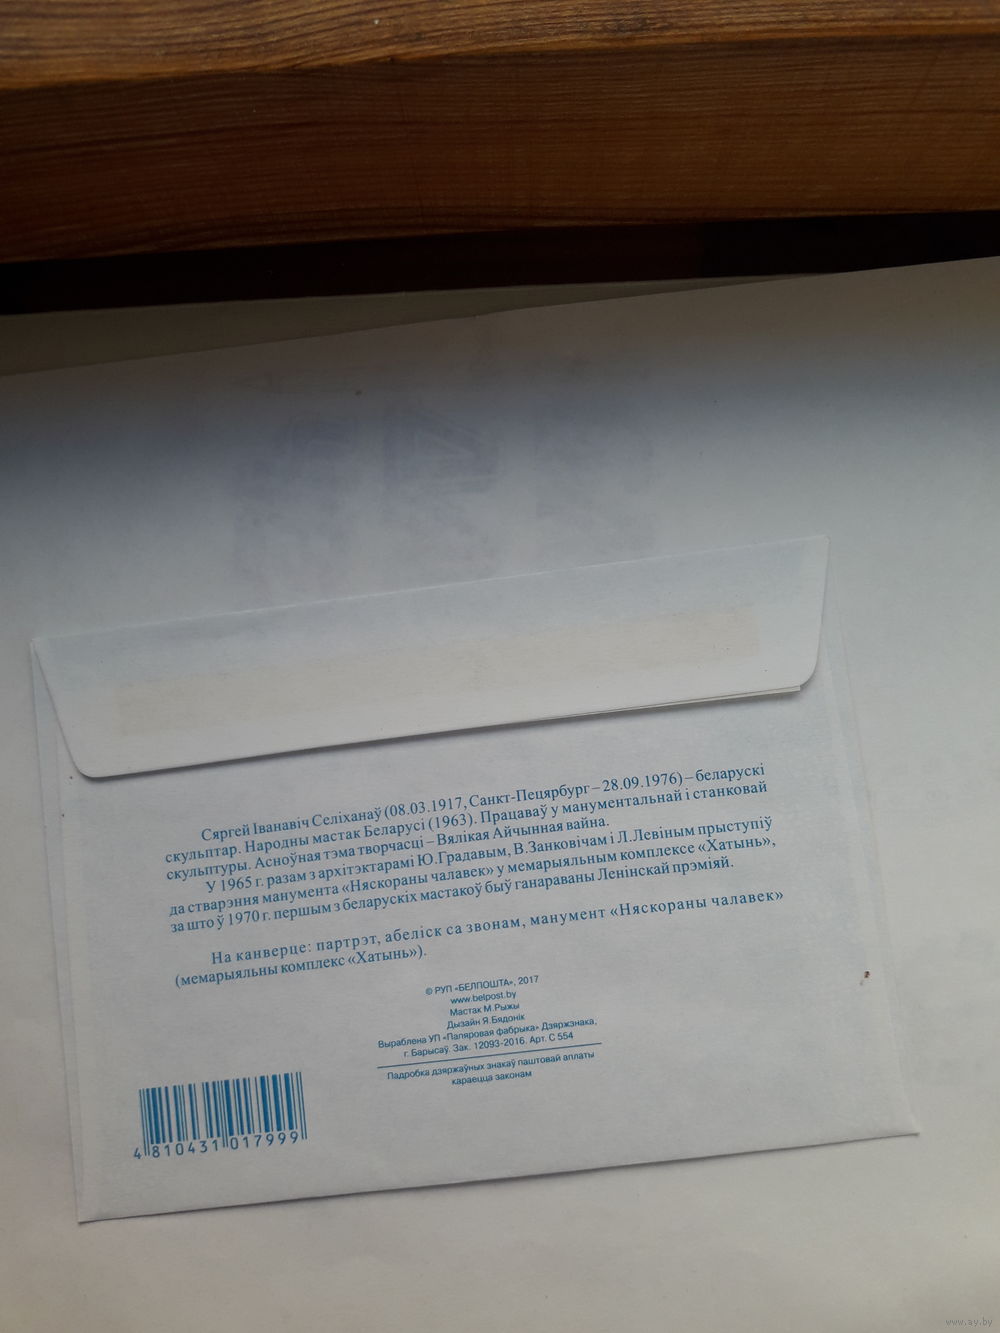 Сяргей Іванавіч Селіханаў (08.03.1917, Санкт-Пецярбург – 28.09.1976) – беларускі
скульптар. Народны мастак Беларусі (1963). Працаваў у манументальнай і станковай
скульптуры. Асноўная тэма творчасці – Вялікая Айчынная вайна.
У 1965 г. разам з архітэктарамі Ю.Градавым, В.Занковічам і Л.Левіным прыступіў
да стварэння манумента «Няскораны чалавек» у мемарыяльным комплексе «Хатынь»,
за што ў 1970 г. першым з беларускіх мастакоў быў ганараваны Ленінскай прэміяй.
На канверце: партрэт, абеліск са звонам, манумент «Няскораны чалавек»
(мемарыяльны комплекс «Хатынь»).
© РУП «БЕЛПОШТА», 2017
www.belpost.by
Мастак М.Рыжы
Дызайн Я.Бядонік
Выраблена УП «Папяровая фабрыка» Дзяржзнака,
г. Барысаў. Зак. 12093-2016. Арт. С 554
Падробка дзяржаўных знакаў паштовай аплаты
караецца законам
4 810431 017999
www.ay.by